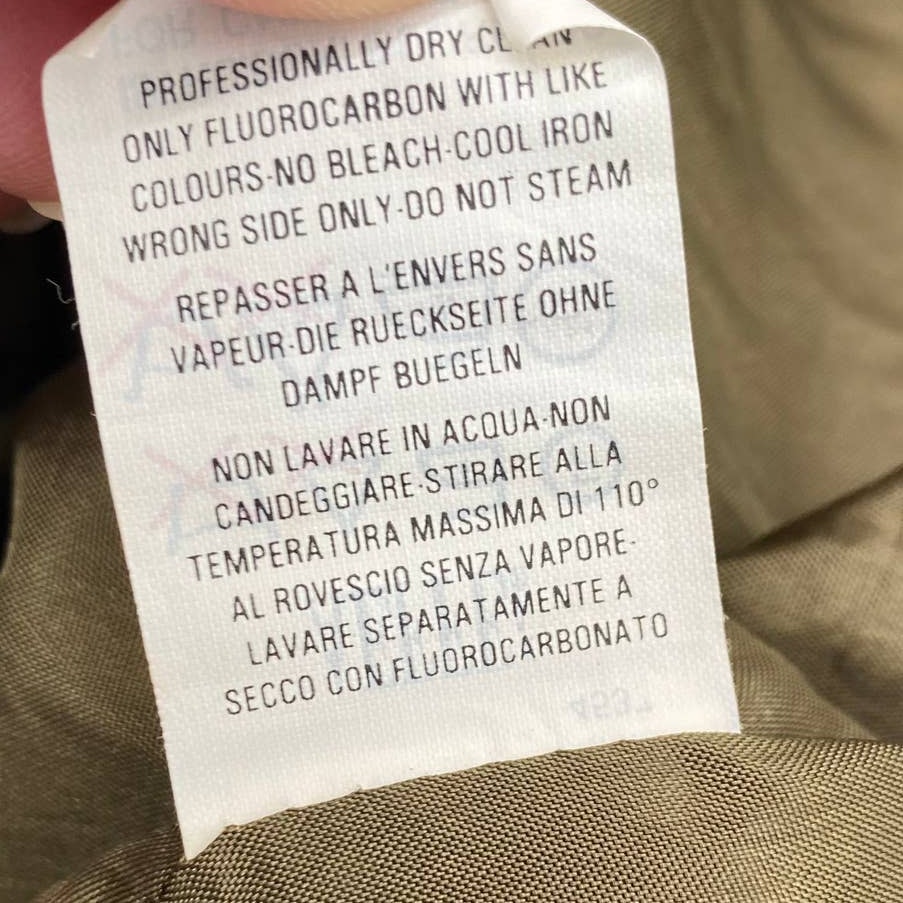 PROFESSIONALLY DRY CLEAN
ONLY FLUOROCARBON WITH LIKE
COLOURS-NO BLEACH-COOL IRON
WRONG SIDE ONLY-DO NOT STEAM
REPASSER A L'ENVERS SANS
VAPEUR-DIE RUECKSEITE OHNE
DAMPF BUEGELN
NON LAVARE IN ACQUA-NON
CANDEGGIARE-STIRARE ALLA
TEMPERATURA MASSIMA DI 110°
AL ROVESCIO SENZA VAPORE-
LAVARE SEPARATAMENTE A
SECCO CON FLUOROCARBONATO